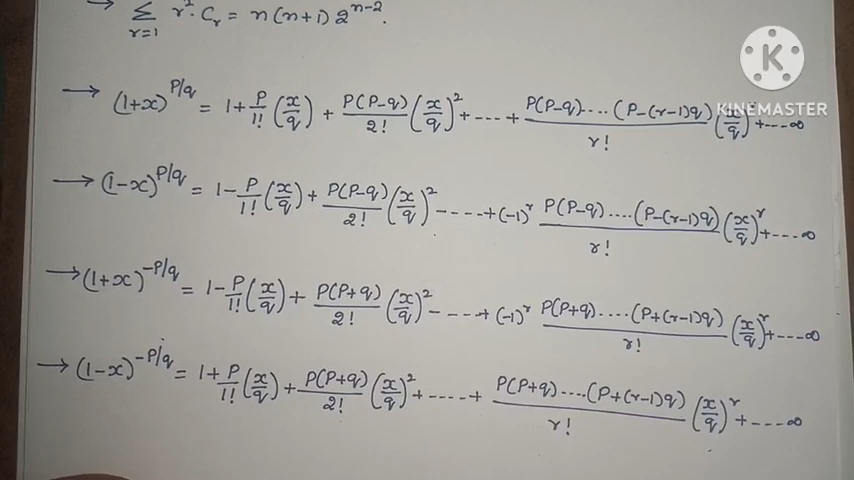 → ∑_{r=1} r²·C_r = n(n+1) 2^{n-2}.
K
KINEMASTER
→ (1+x)^{P/q} = 1 + P/1! (x/q) + P(P-q)/2! (x/q)² + ---- + P(P-q)....(P-(r-1)q)/r! (x/q)^r + ----∞
→ (1-x)^{P/q} = 1 - P/1! (x/q) + P(P-q)/2! (x/q)² - ---- + (-1)^r P(P-q)....(P-(r-1)q)/r! (x/q)^r + ----∞
→ (1+x)^{-P/q} = 1 - P/1! (x/q) + P(P+q)/2! (x/q)² - ---- + (-1)^r P(P+q)....(P+(r-1)q)/r! (x/q)^r + ----∞
→ (1-x)^{-P/q} = 1 + P/1! (x/q) + P(P+q)/2! (x/q)² + ---- + P(P+q)....(P+(r-1)q)/r! (x/q)^r + ----∞